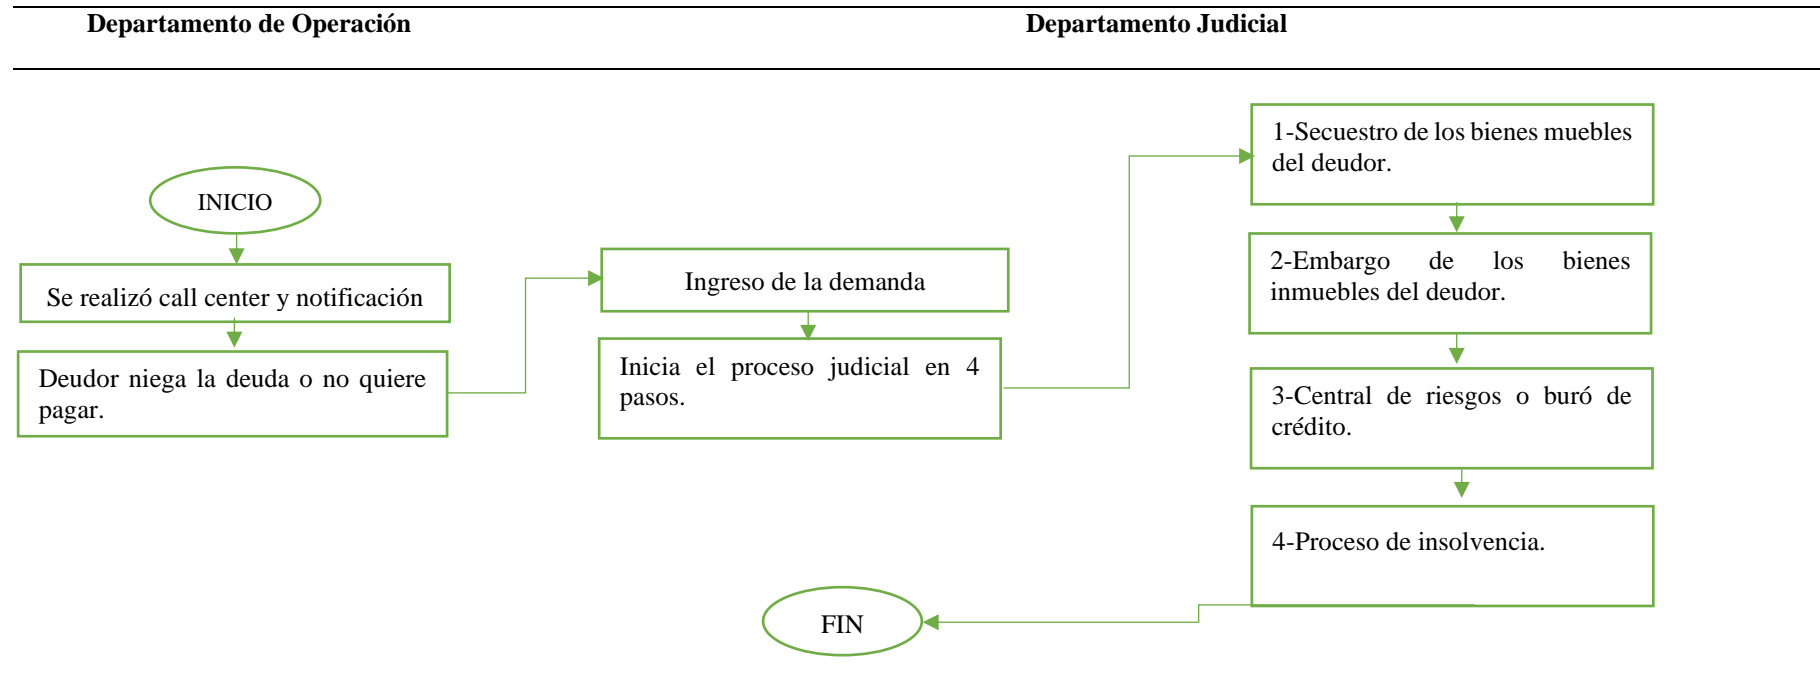 Departamento de Operación
Departamento Judicial
INICIO
Se realizó call center y notificación
Deudor niega la deuda o no quiere
pagar.
Ingreso de la demanda
Inicia el proceso judicial en 4
pasos.
1-Secuestro de los bienes muebles
del deudor.
2-Embargo de los bienes
inmuebles del deudor.
3-Central de riesgos o buró de
crédito.
4-Proceso de insolvencia.
FIN